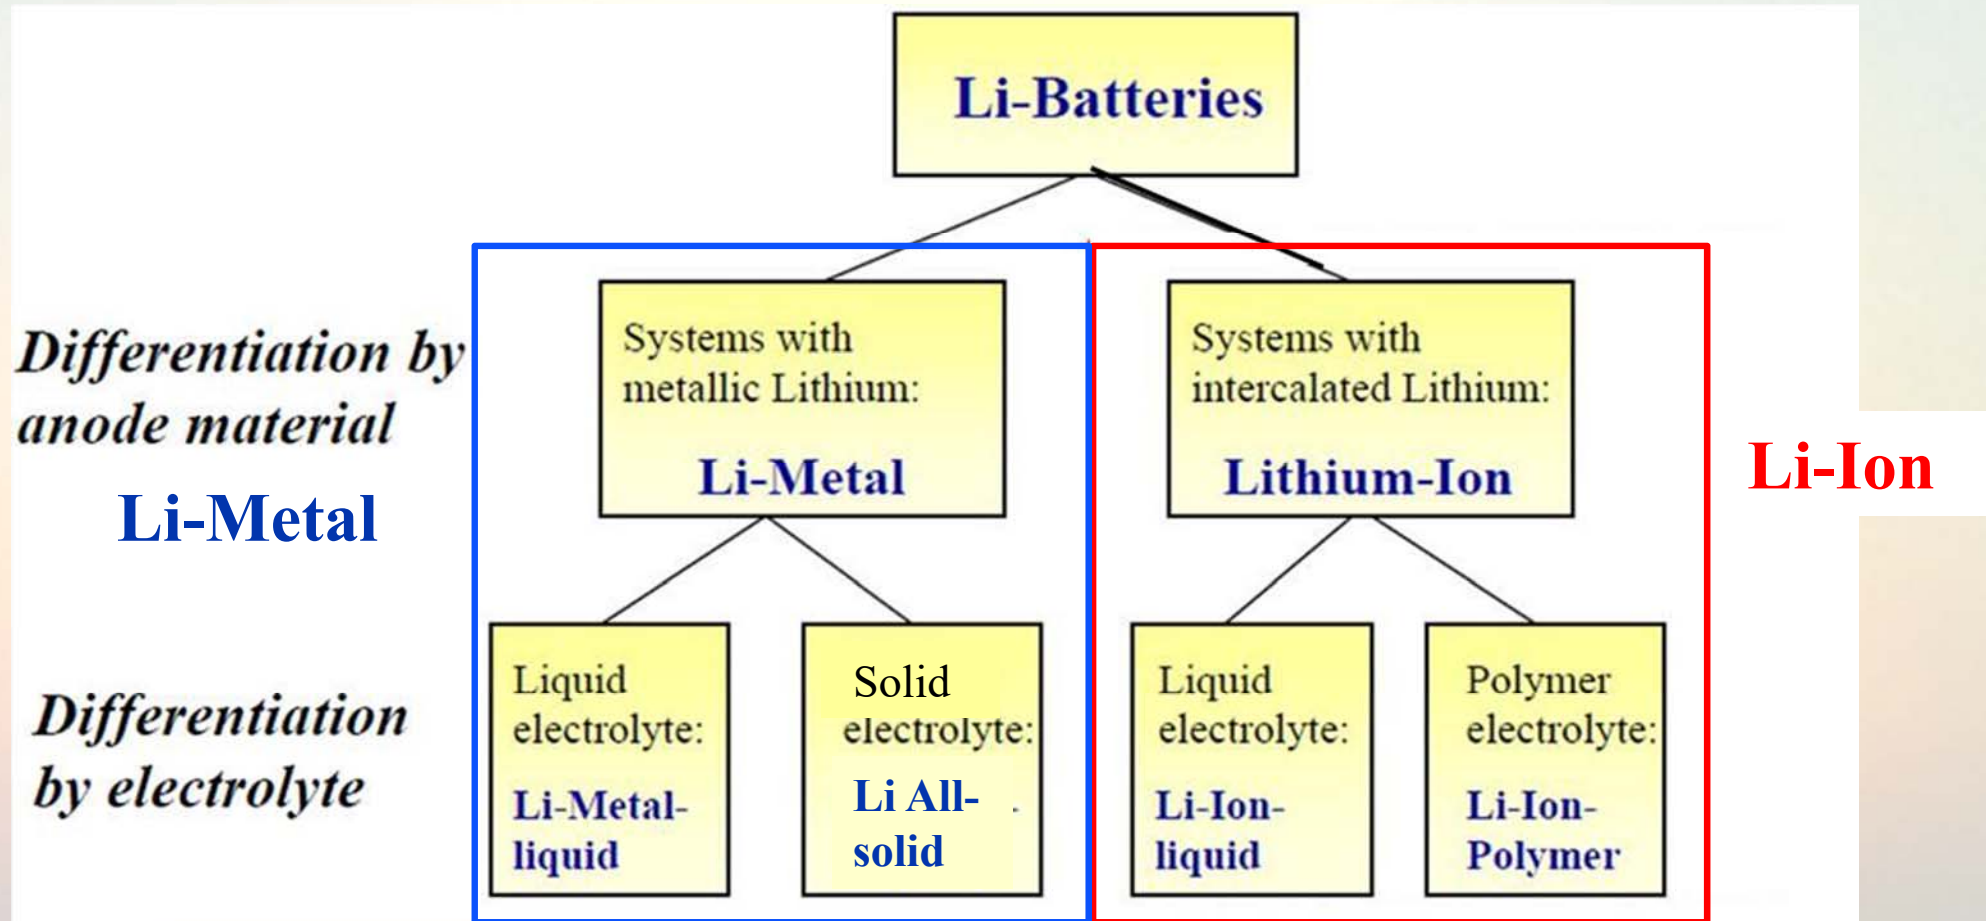 Li-Batteries
Differentiation by
anode material
Li-Metal
Systems with
metallic Lithium:
Li-Metal
Systems with
intercalated Lithium:
Lithium-Ion
Li-Ion
Differentiation
by electrolyte
Liquid
electrolyte:
Li-Metal-
liquid
Solid
electrolyte:
Li All-
solid
Liquid
electrolyte:
Li-Ion-
liquid
Polymer
electrolyte:
Li-Ion-
Polymer